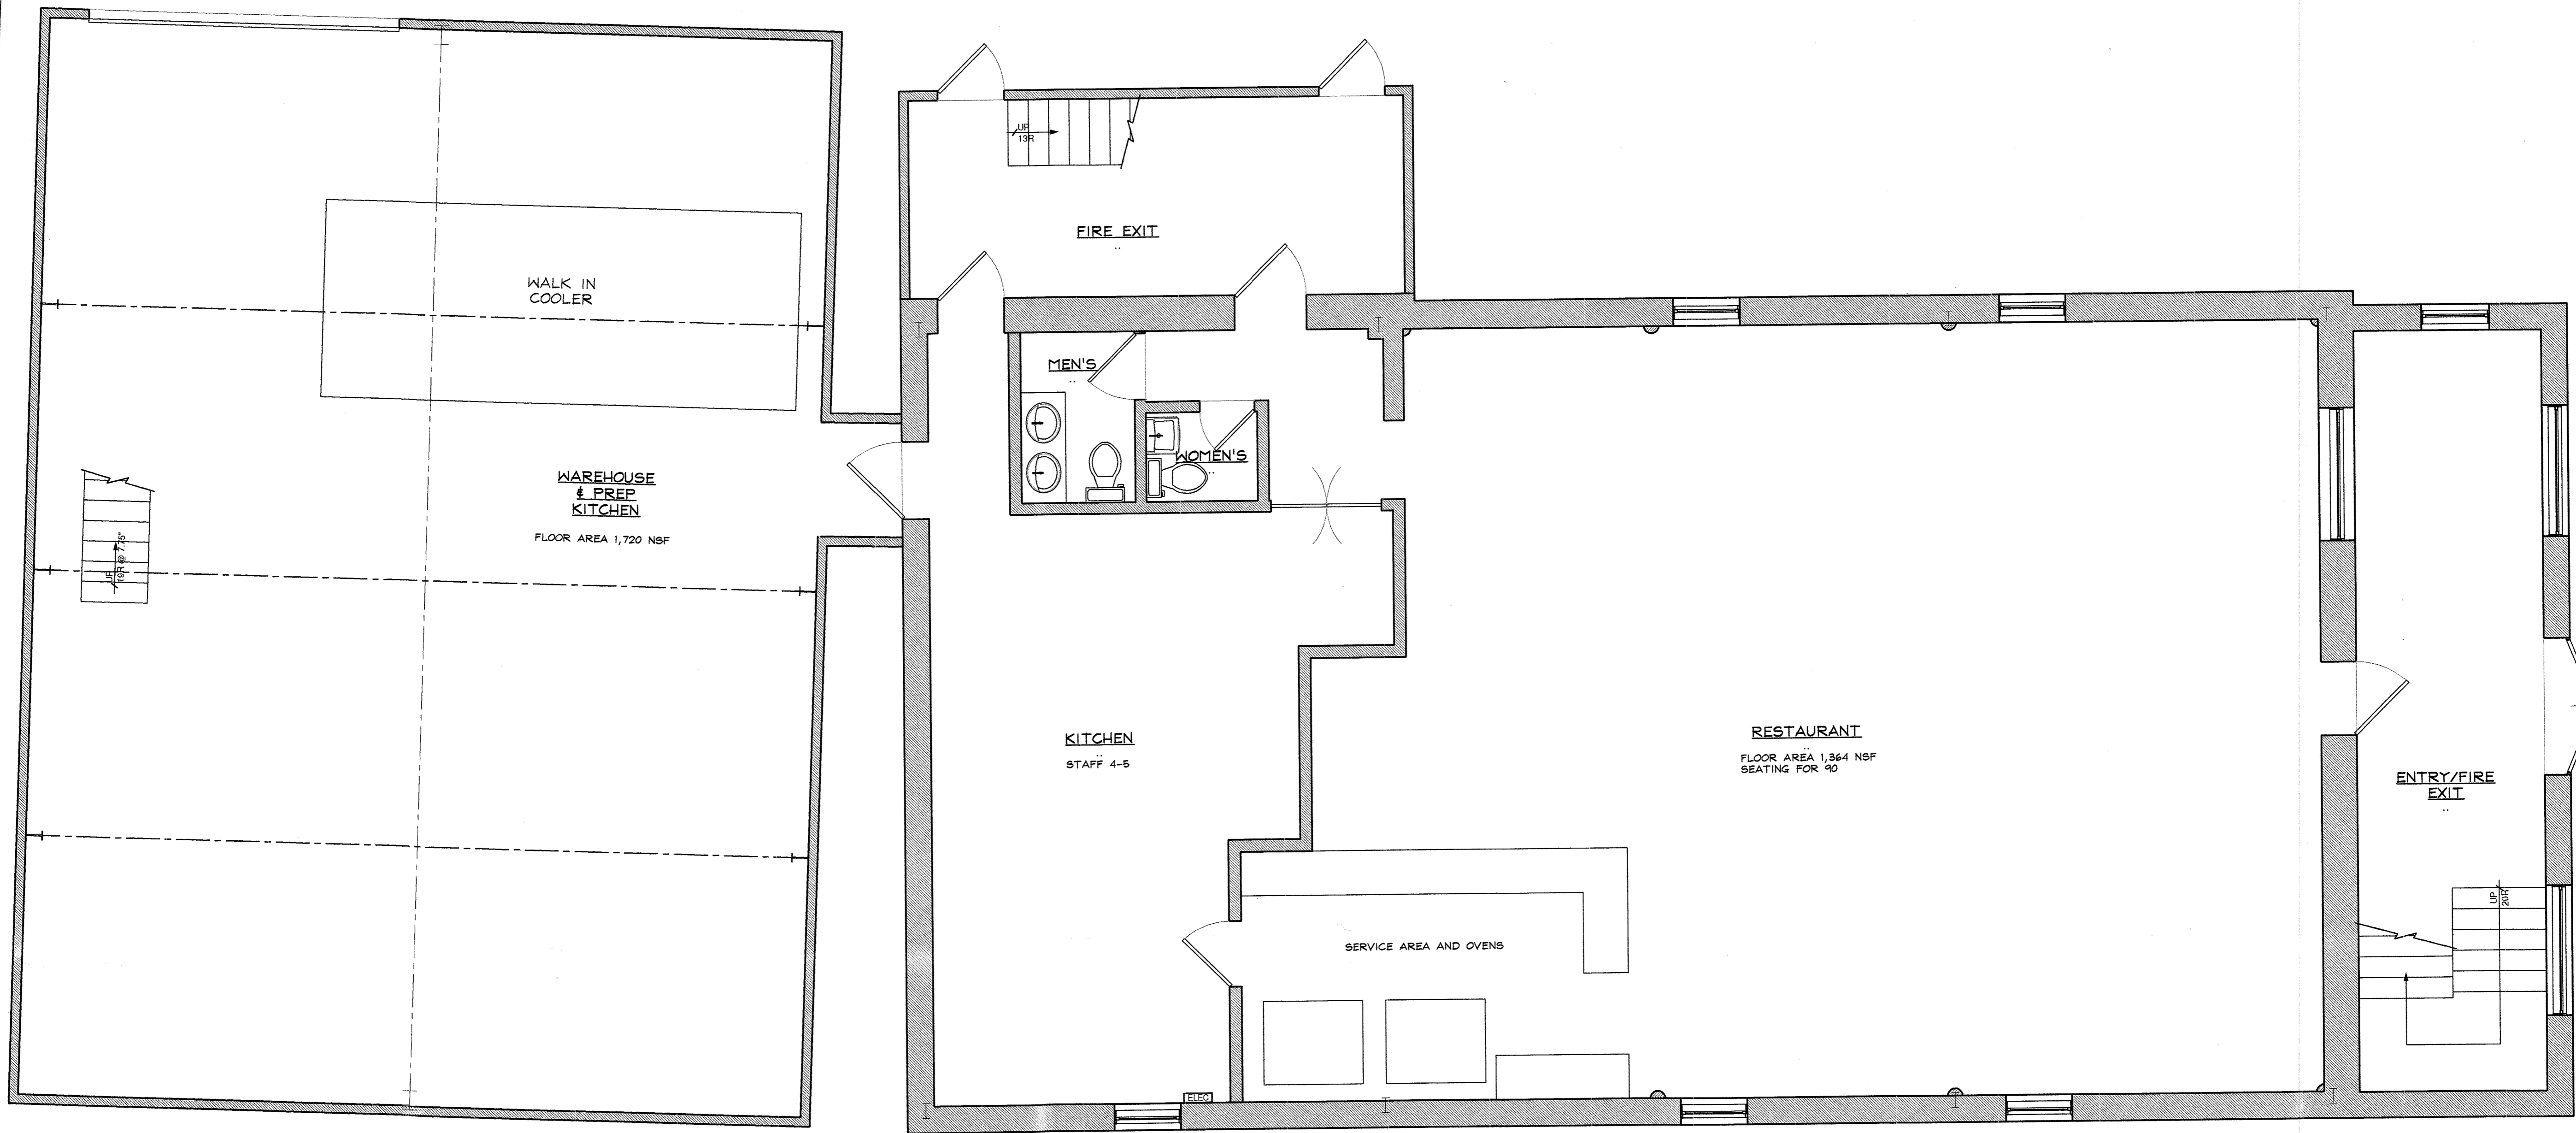 UP
13R
FIRE EXIT
WALK IN
COOLER
MEN'S
WOMEN'S
WAREHOUSE
& PREP
KITCHEN
FLOOR AREA 1,720 NSF
UP
19R @ 7.75"
KITCHEN
STAFF 4-5
RESTAURANT
FLOOR AREA 1,364 NSF
SEATING FOR 90
ENTRY/FIRE
EXIT
UP
20R
SERVICE AREA AND OVENS
ELEC